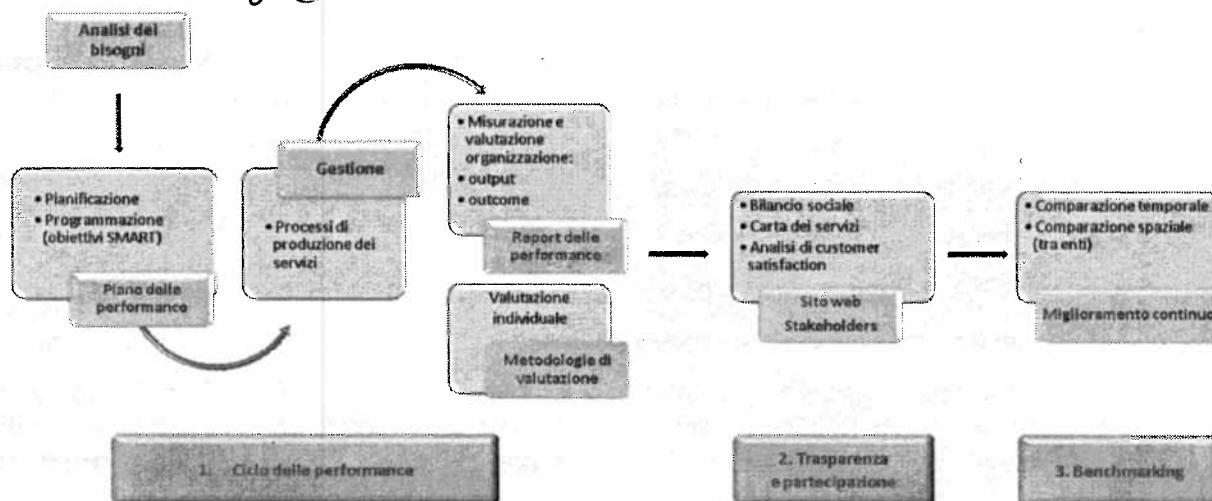 Analisi dei
bisogni
• Planificazione
• Programmazione
(obiettivi SMART)
Piano delle
performance
Gestione
• Processi di
produzione dei
servizi
• Misurazione e
valutazione
organizzazione:
• output
• outcome
Report delle
performance
Valutazione
individuale
Metodologie di
valutazione
• Bilancio sociale
• Carta dei servizi
• Analisi di customer
satisfaction
Sito web
Stakeholders
• Comparazione temporale
• Comparazione spaziale
(tra enti)
Miglioramento continuo
1. Ciclo delle performance
2. Trasparenza
e partecipazione
3. Benchmarking